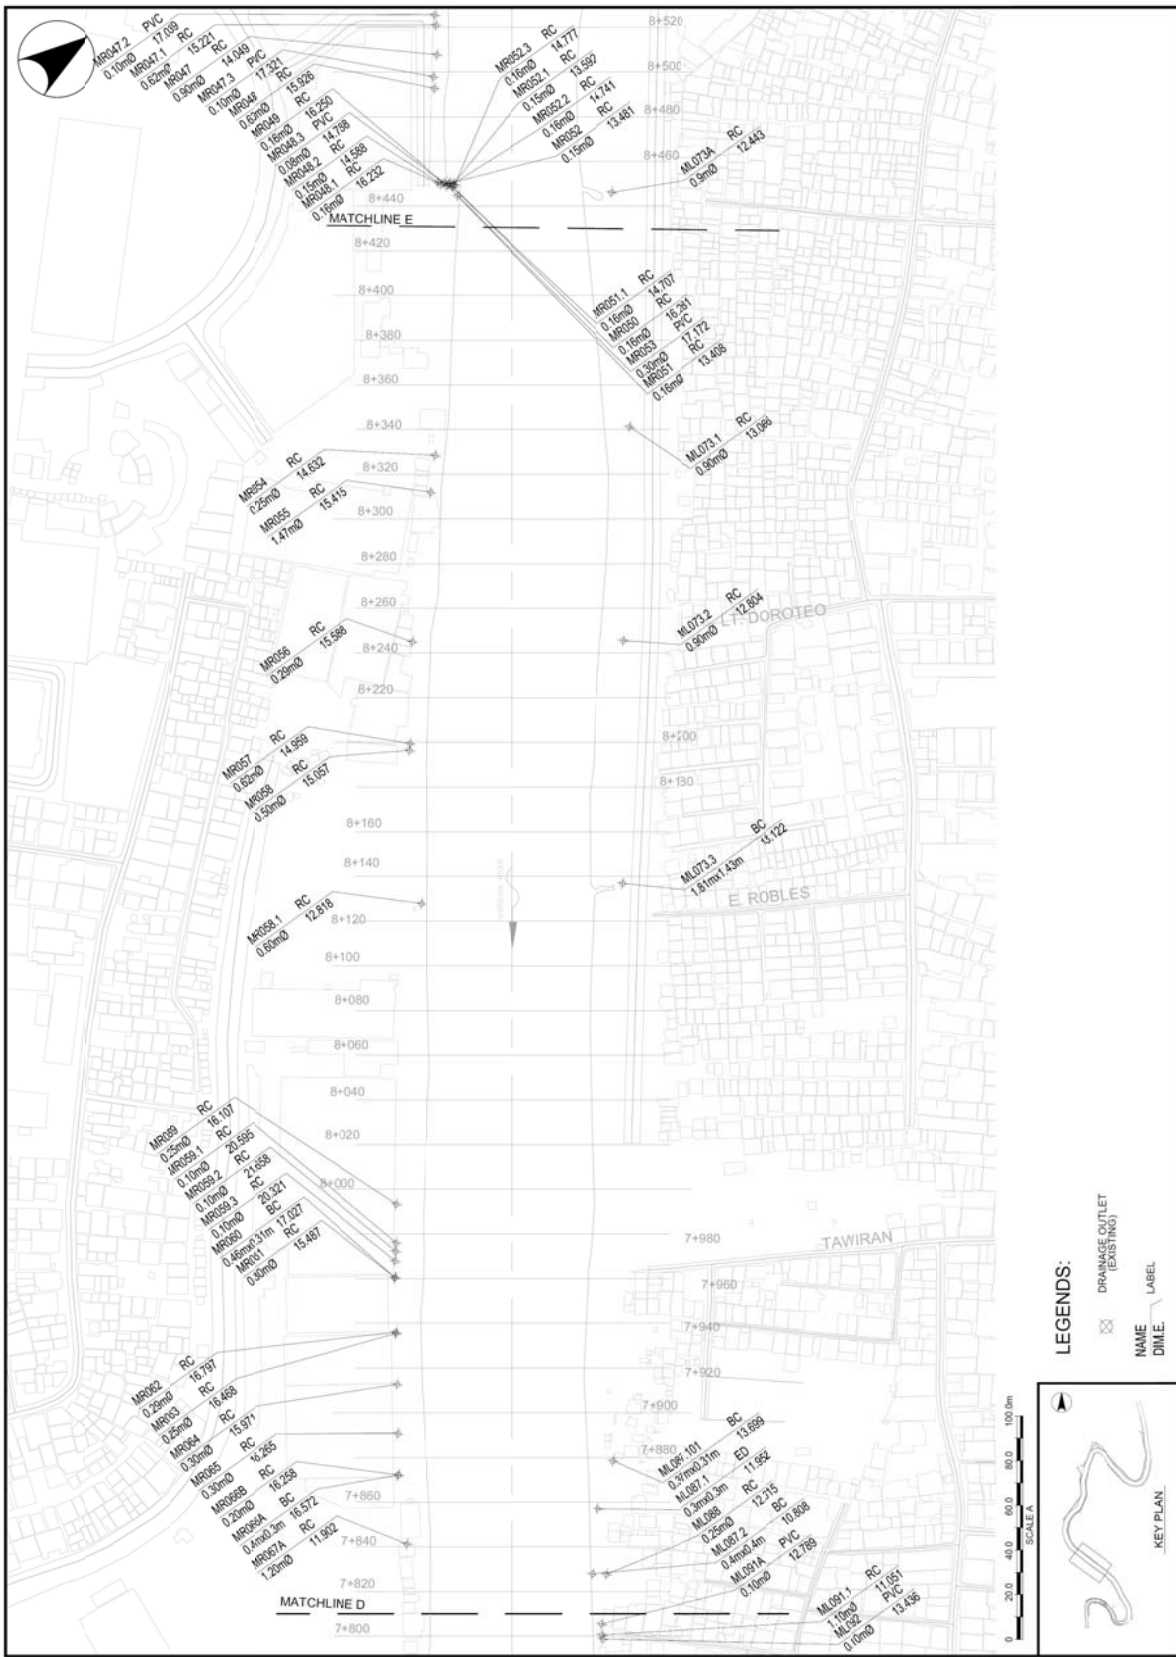 MR047.2 PVC
0.10mØ 17.039
MR047.1 RC
0.62mØ 15.221
MR047 RC
0.90mØ 14.049
MR047.3 PVC
0.10mØ 17.321
MR048 RC
0.62mØ 15.926
MR049 RC
0.16mØ 16.250
MR048.3 PVC
0.08mØ 14.788
MR048.2 RC
0.15mØ 14.588
MR048.1 RC
0.16mØ 16.232
MR052.3 RC
0.16mØ 14.777
MR052.1 RC
0.15mØ 13.592
MR052.2 RC
0.16mØ 14.741
MR052 RC
0.15mØ 13.481
ML073A RC
0.9mØ 12.443
8+520
8+500
8+480
8+460
8+440
MATCHLINE E
8+420
8+400
8+380
8+360
8+340
8+320
8+300
8+280
8+260
8+240
8+220
8+200
8+180
8+160
8+140
8+120
8+100
8+080
8+060
8+040
8+020
8+000
7+980
7+960
7+940
7+920
7+900
7+880
7+860
7+840
7+820
MATCHLINE D
7+800
MR051.1 RC
0.16mØ 14.707
MR050 RC
0.16mØ 16.381
MR053 PVC
0.30mØ 17.172
MR051 RC
0.16mØ 13.408
ML073.1 RC
0.90mØ 13.086
MR054 RC
0.25mØ 14.632
MR055 RC
1.47mØ 15.415
ML073.2 RC
0.90mØ 12.804
LT. DOROTEO
MR056 RC
0.29mØ 15.588
MR057 RC
0.62mØ 14.959
MR058 RC
0.50mØ 15.057
ML073.3 BC
1.81mx1.43m 13.122
E. ROBLES
MR058.1 RC
0.60mØ 12.818
RC
0.25mØ 16.107
MR059.1 RC
0.10mØ 20.595
MR059.2 RC
0.10mØ
MR059.3 RC
0.10mØ 20.321
MR060 BC
0.46mx0.31m 17.027
MR061 RC
15.487
TAWIRAN
MR062 RC
0.29mØ 16.797
MR063 RC
0.25mØ 16.468
MR064 RC
0.30mØ 15.971
MR065 RC
0.30mØ 16.265
MR066B RC
0.20mØ 16.258
MR066A BC
0.4mx0.3m 16.572
MR067A RC
1.20mØ 11.902
BC
0.37mx0.31m 13.699
ML087.1 ED
0.3mx0.3m 11.952
ML088 RC
0.25mØ 12.315
ML087.2 BC
0.4mx0.4m 10.808
ML091A PVC
0.10mØ 12.789
ML091.1 RC
1.10mØ 11.051
ML092 PVC
0.10mØ 13.436
LEGENDS:
DRAINAGE OUTLET
(EXISTING)
NAME
DIM.E.
LABEL
0 20.0 40.0 60.0 80.0 100.0m
SCALE A
KEY PLAN